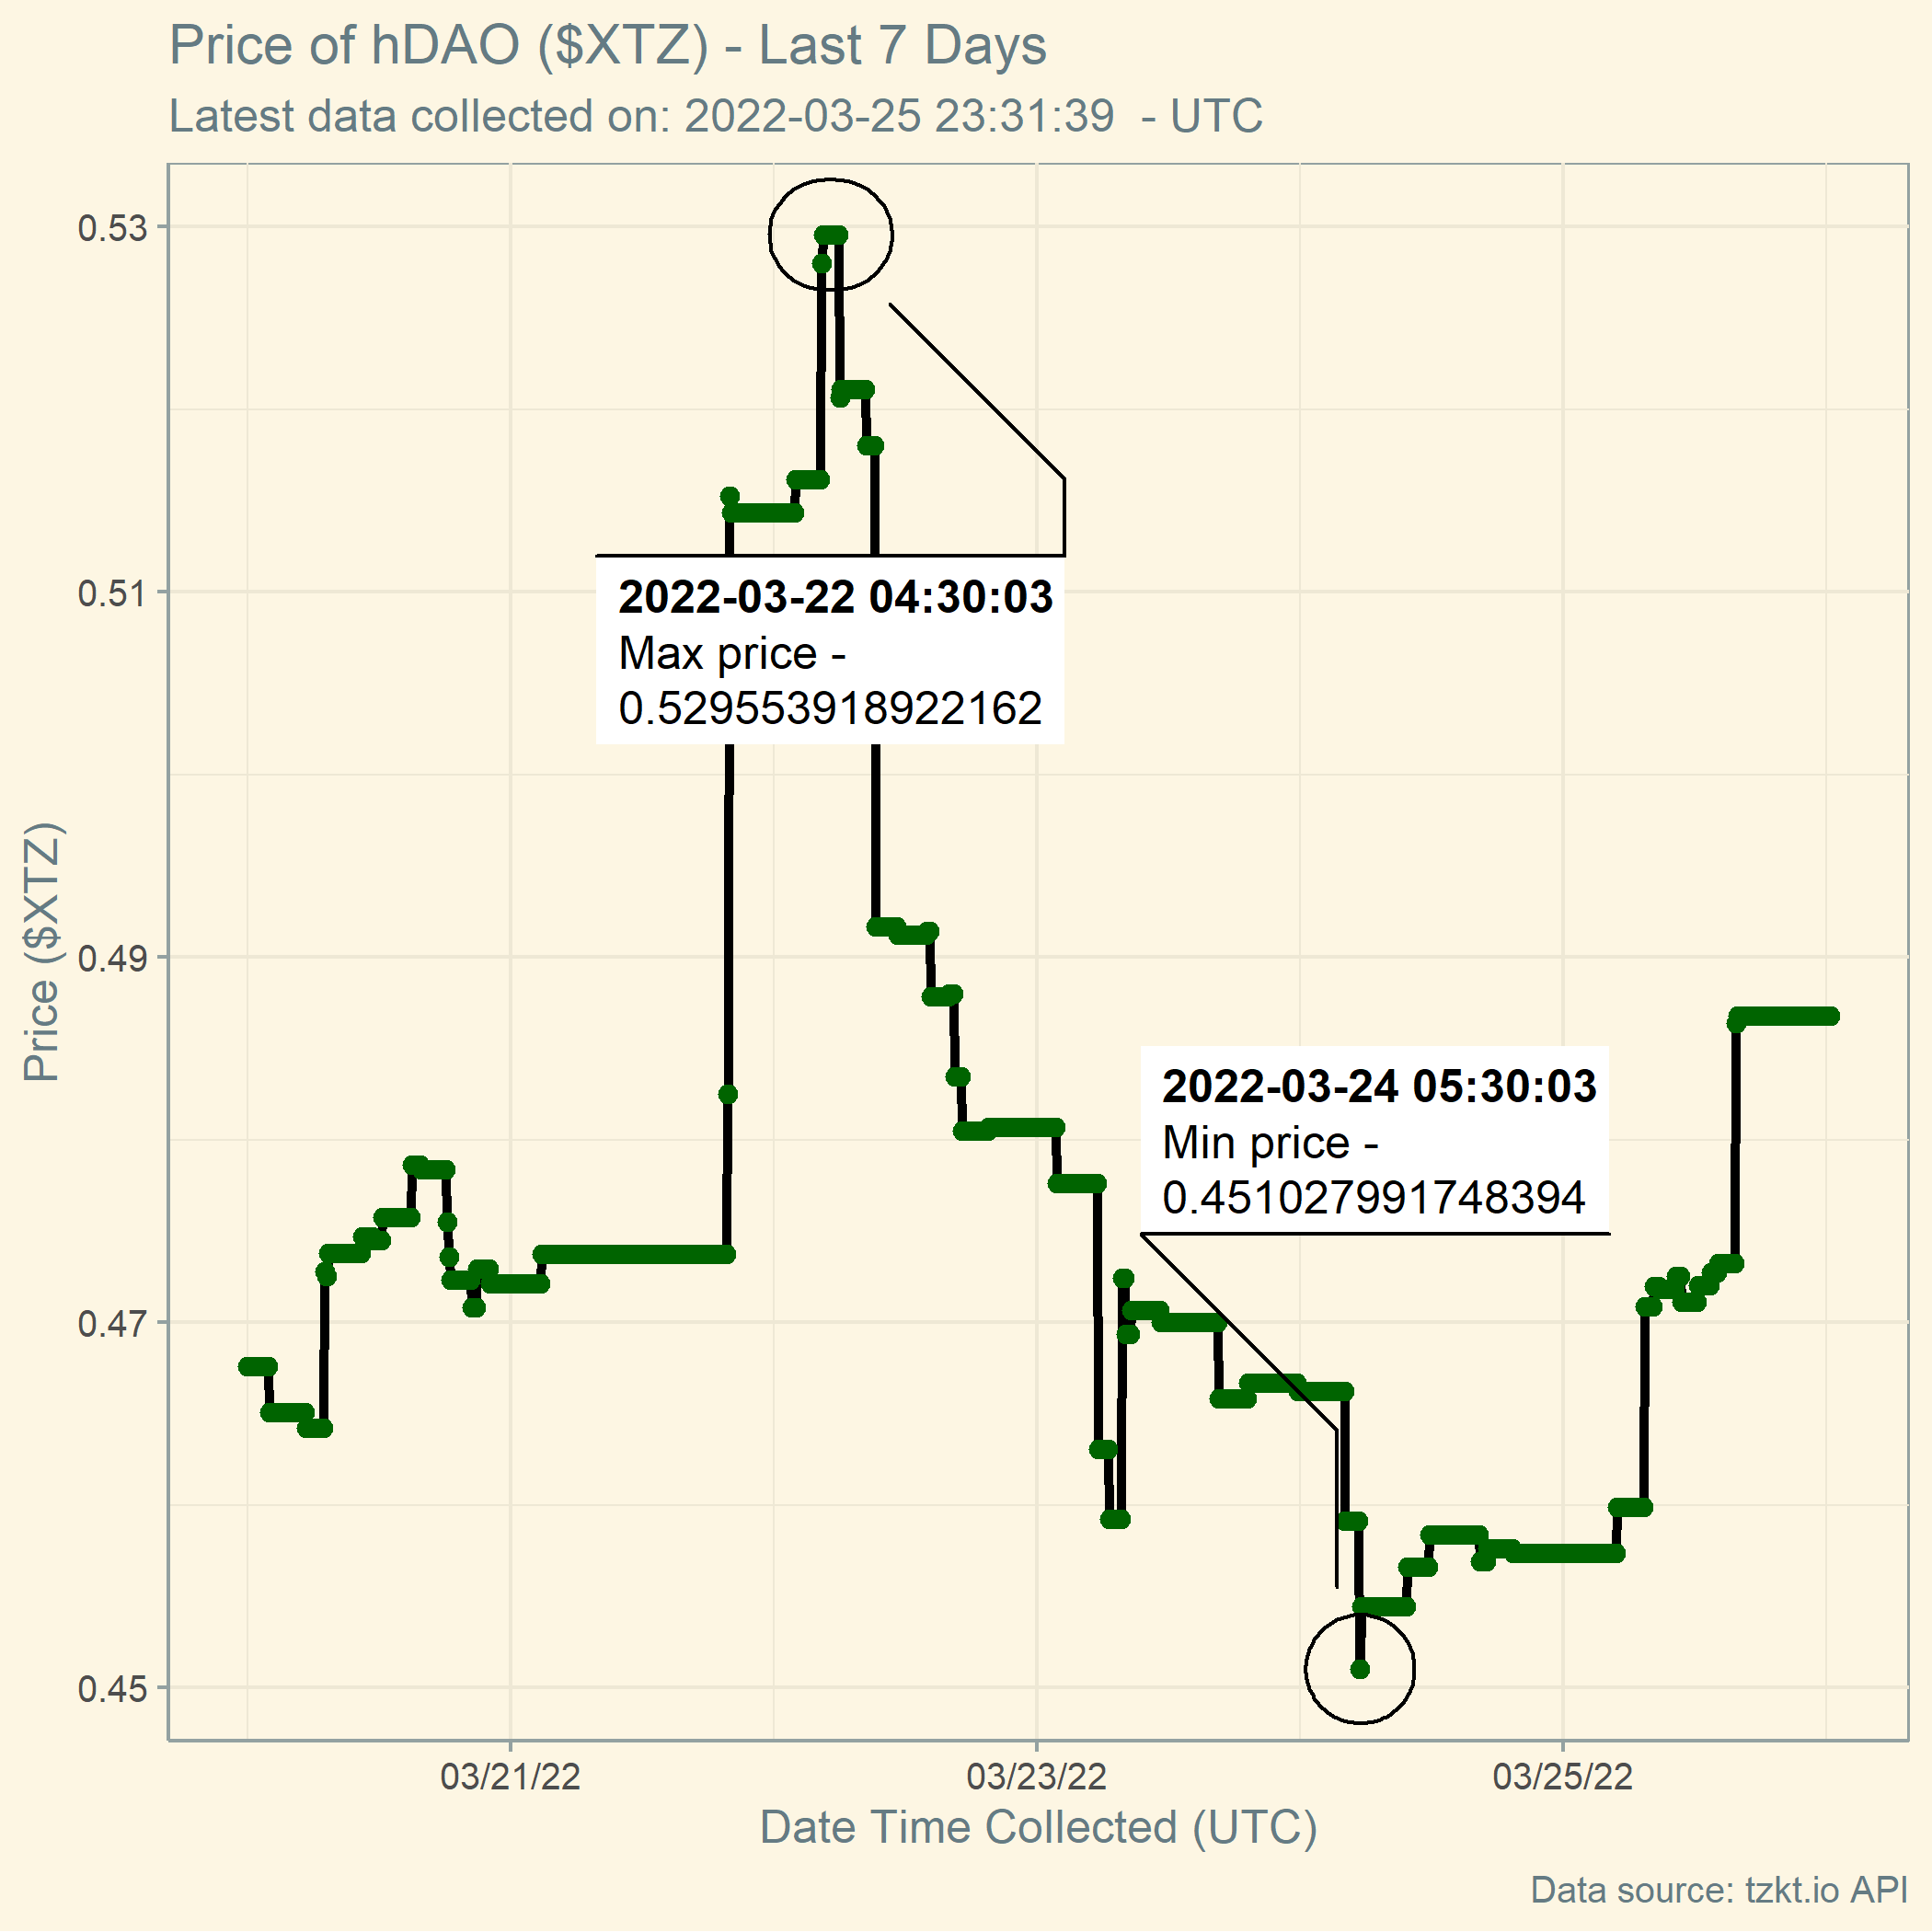 Price of hDAO ($XTZ) - Last 7 Days
Latest data collected on: 2022-03-25 23:31:39  - UTC
Price ($XTZ)
0.53
0.51
0.49
0.47
0.45
2022-03-22 04:30:03
Max price -
0.529553918922162
2022-03-24 05:30:03
Min price -
0.451027991748394
03/21/22
03/23/22
03/25/22
Date Time Collected (UTC)
Data source: tzkt.io API